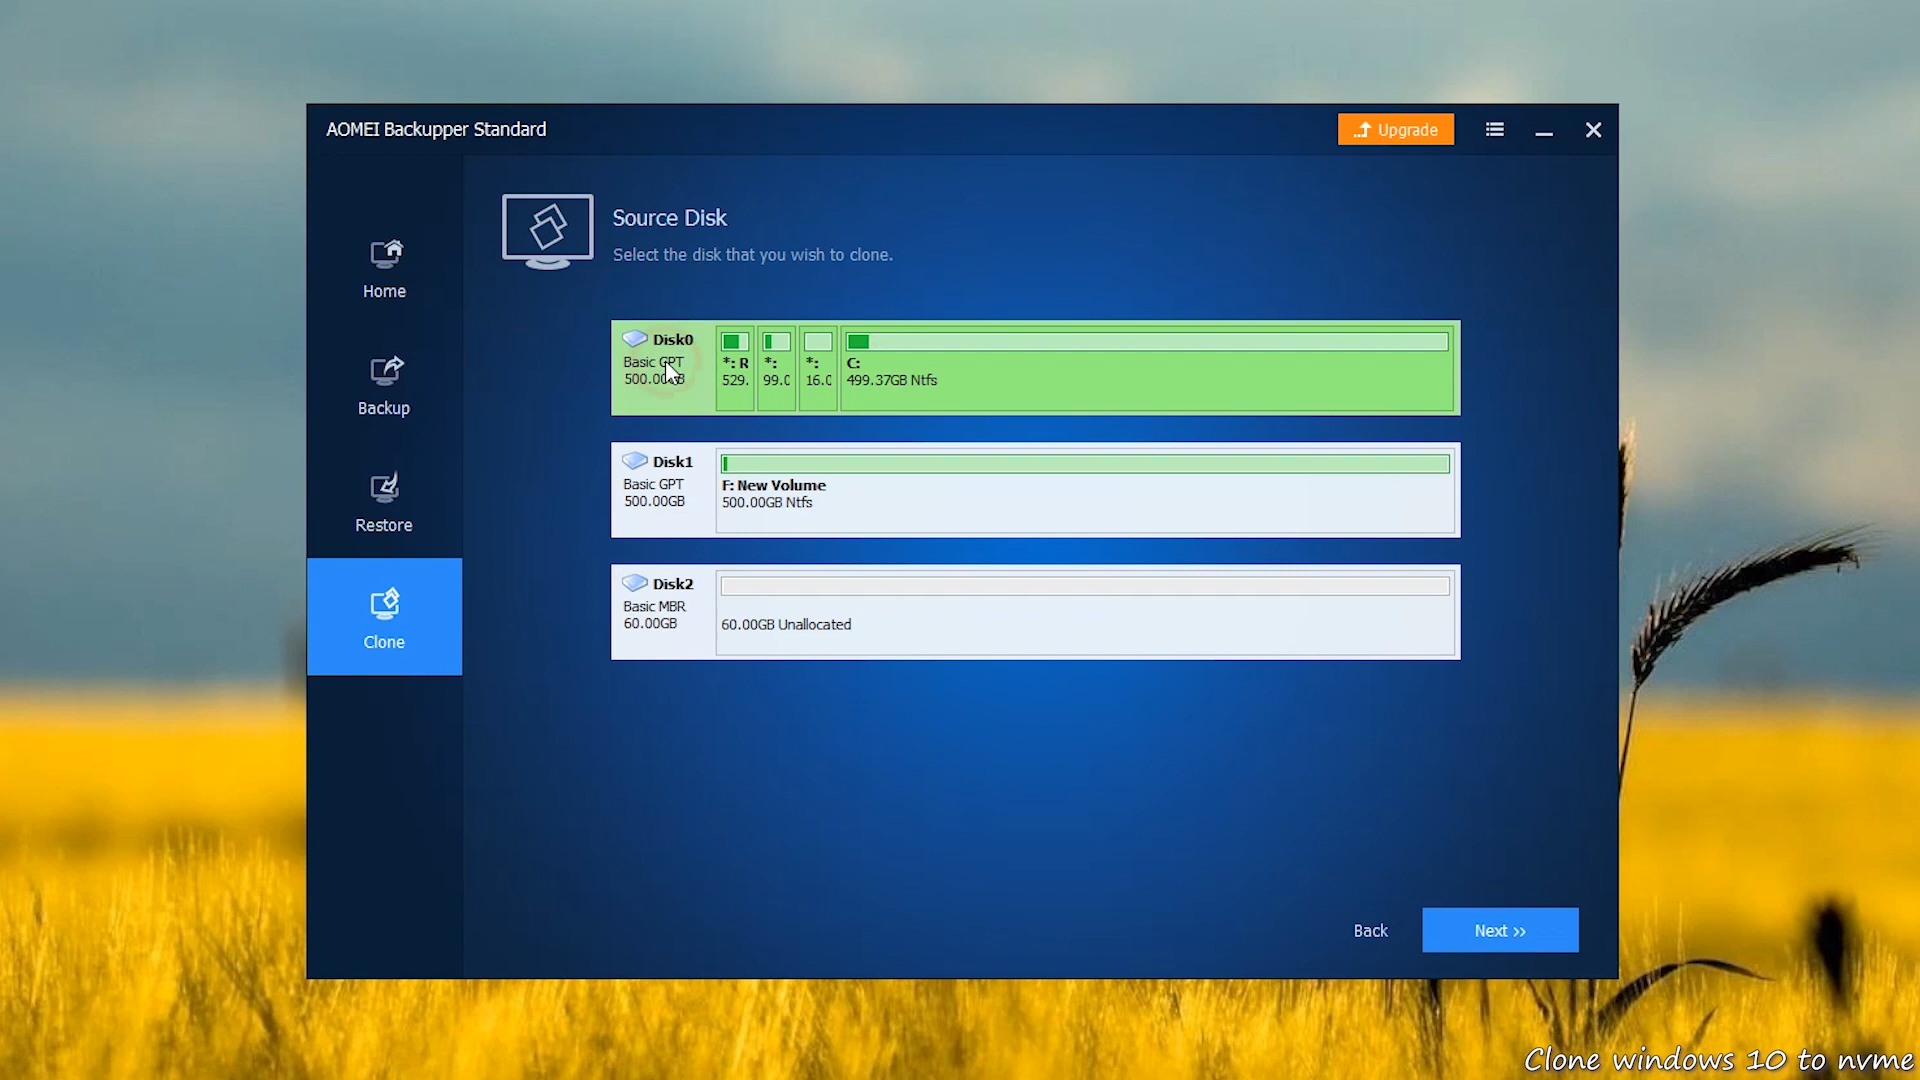 AOMEI Backupper Standard
Upgrade
Source Disk
Select the disk that you wish to clone.
Home
Backup
Restore
Clone
Disk0
Basic GPT
*: R
529.
*:
99.0
*:
16.0
C:
499.37GB Ntfs
Disk1
Basic GPT
500.00GB
F: New Volume
500.00GB Ntfs
Disk2
Basic MBR
60.00GB
60.00GB Unallocated
Back
Next >>
Clone windows 10 to nvme